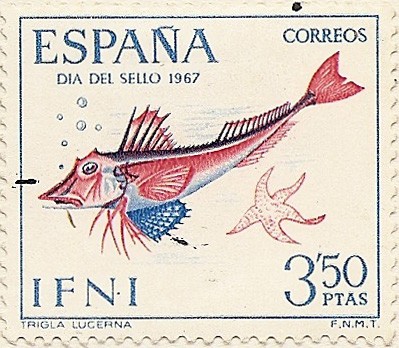 ESPAÑA CORREOS
DIA DEL SELLO 1967
IFNI 3'50
PTAS
TRIGLA LUCERNA F.N.M.T.